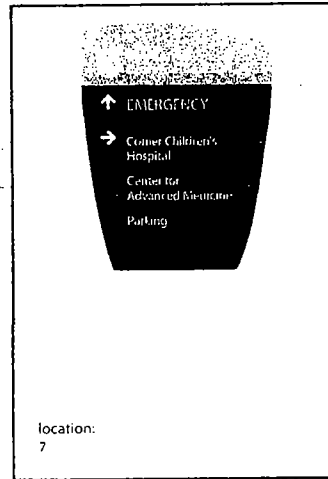 ↑ EMERGENCY
→ Comer Children's
Hospital
Center for
Advanced Medicine
Parking
location:
7